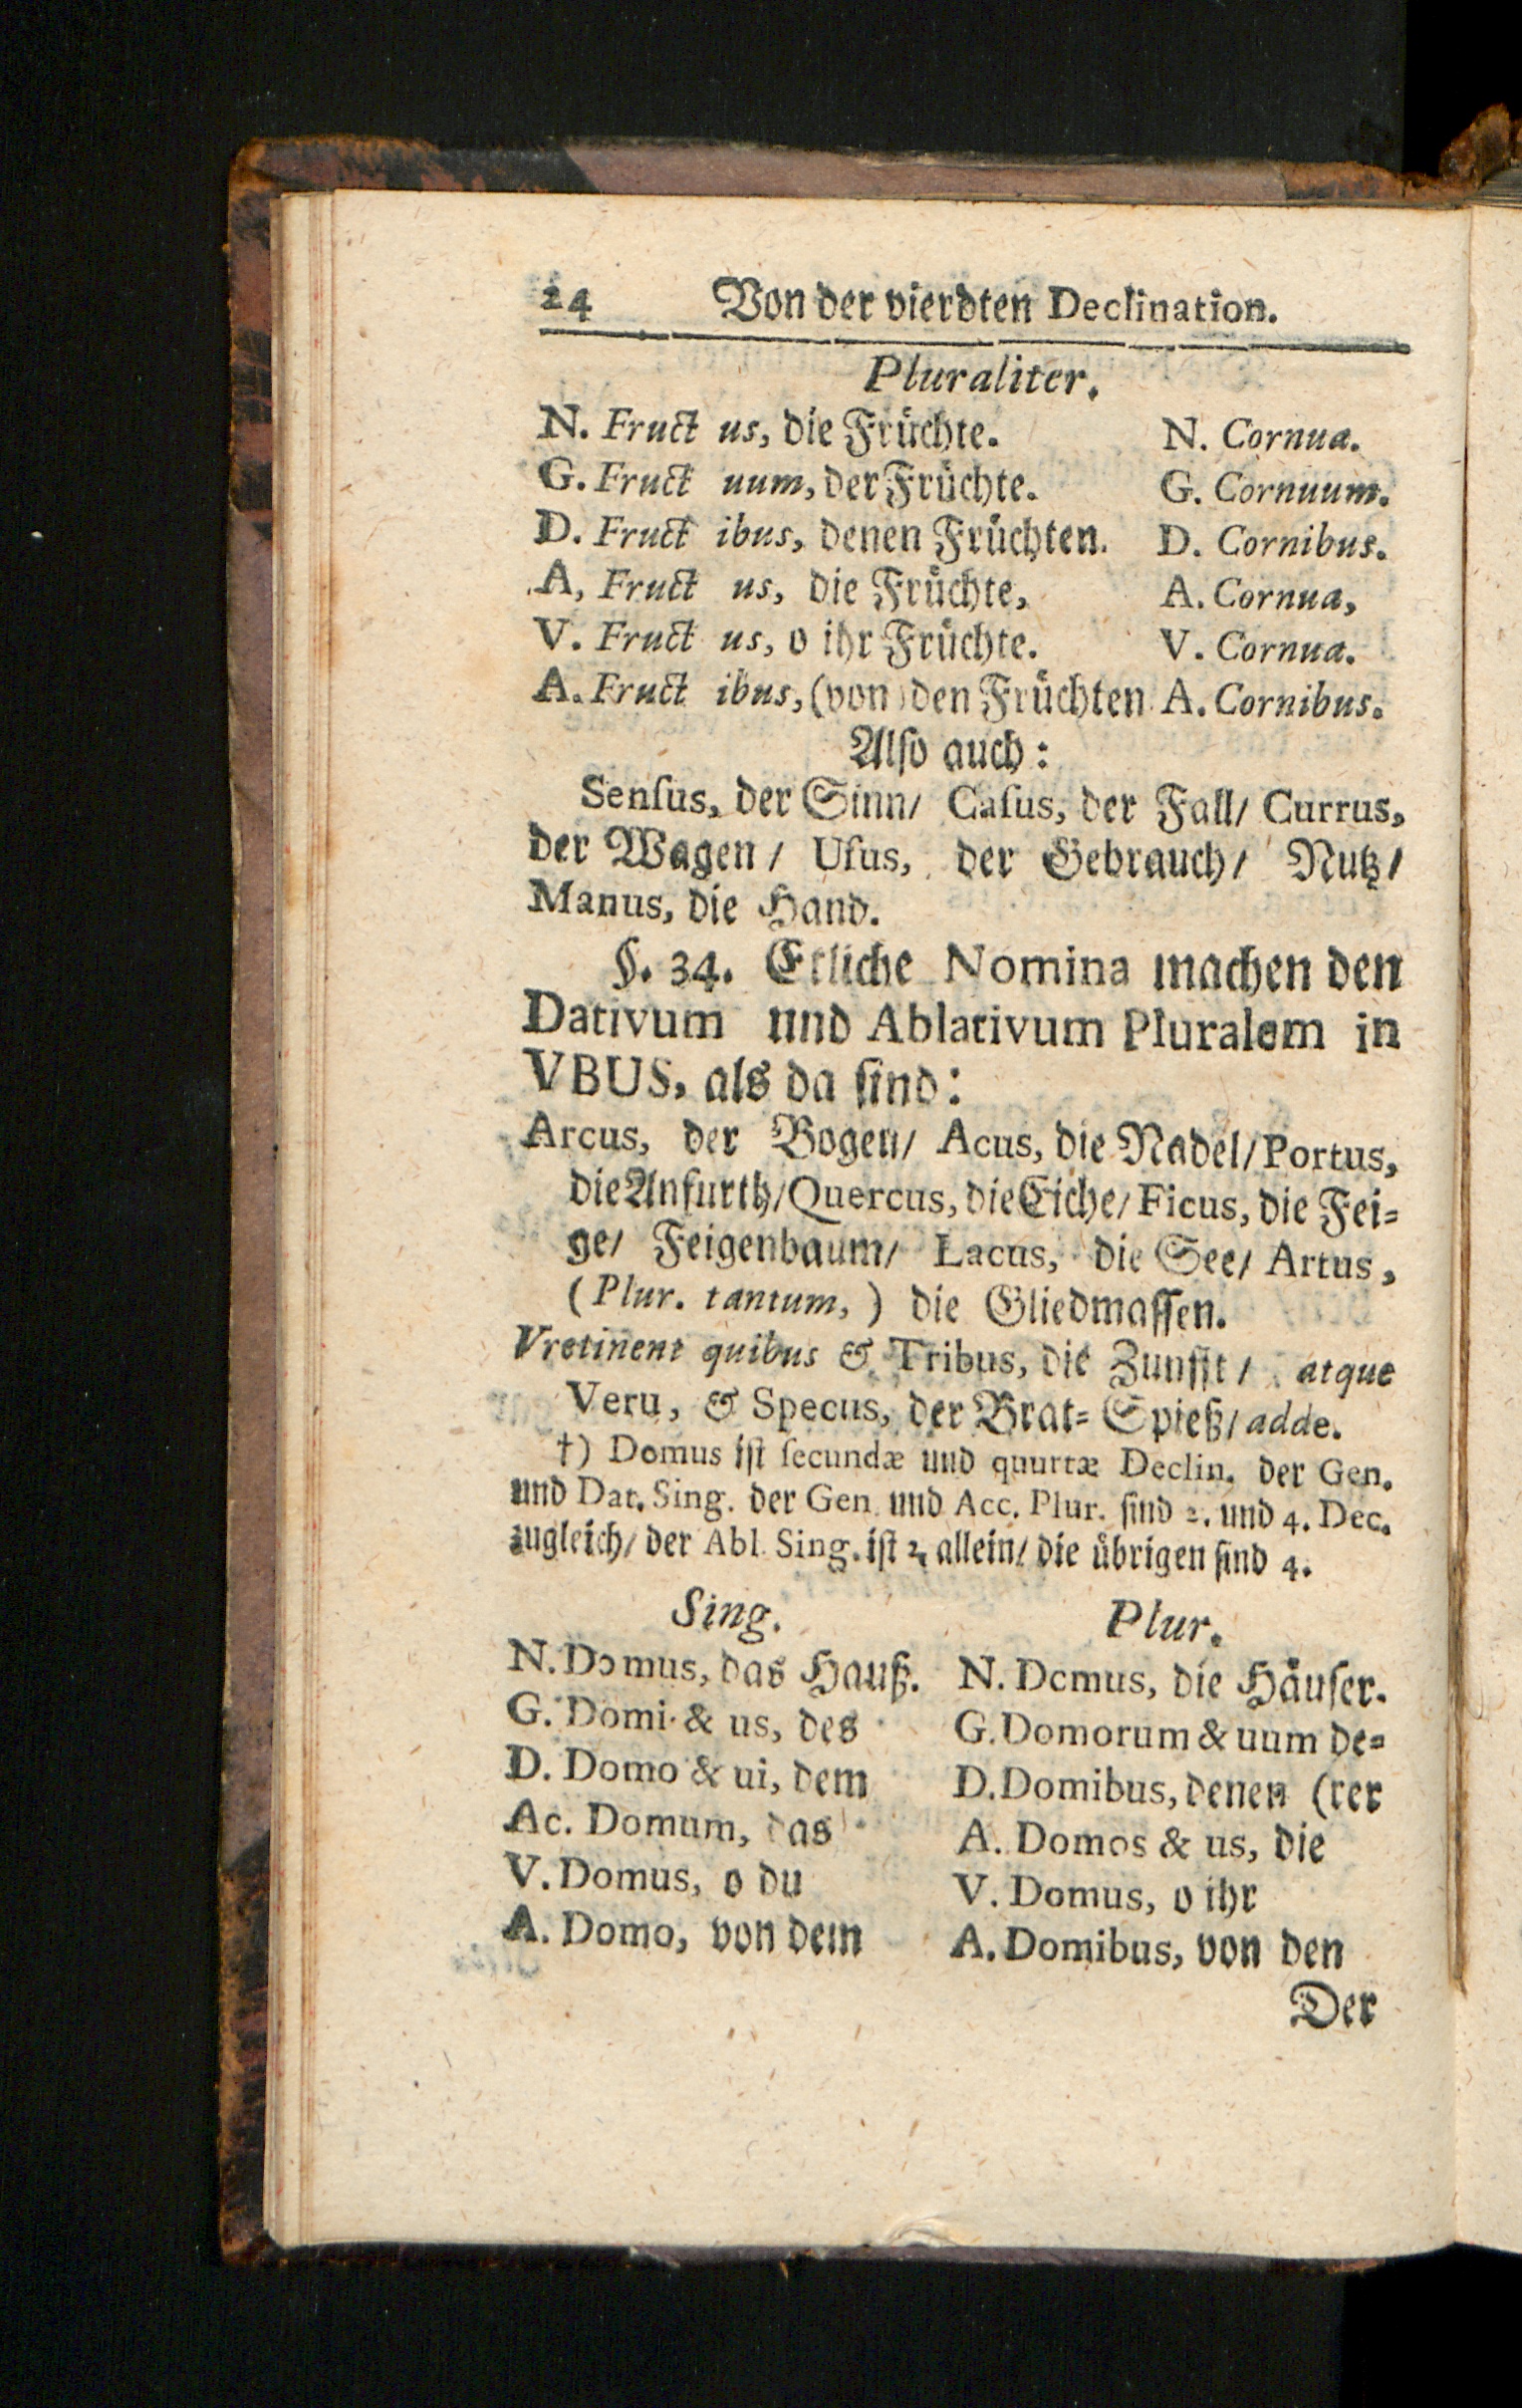 24 Von der vierdten Declination.
Pluraliter.
N. Fruct us, die Früchte. N. Cornua.
G. Fruct uum, der Früchte. G. Cornuum.
D. Fruct ibus, denen Früchten. D. Cornibus.
A, Fruct us, die Früchte, A. Cornua,
V. Fruct us, o ihr Früchte. V. Cornua.
A. Fruct ibus, (von) den Früchten A. Cornibus.
Alſo auch:
Senſus, der Sinn/ Caſus, der Fall/ Currus,
der Wagen/ Uſus, der Gebrauch/ Nutz/
Manus, die Hand.
§. 34. Etliche Nomina machen den
Dativum und Ablativum Pluralem in
VBUS, als da ſind:
Arcus, der Bogen/ Acus, die Nadel/ Portus,
die Anfurth/ Quercus, die Eiche/ Ficus, die Fei-
ge/ Feigenbaum/ Lacus, die See/ Artus,
(Plur. tantum,) die Gliedmaſſen.
Vretinent quibus & Tribus, die Zunfft/ atque
Veru, & Specus, der Brat-Spieß/ adde.
†) Domus iſt ſecundæ und quurtæ Declin. der Gen.
und Dat. Sing. der Gen. und Acc. Plur. ſind 2. und 4. Dec.
zugleich/ der Abl. Sing. iſt 2, allein/ die übrigen ſind 4.
Sing. Plur.
N. Domus, das Hauß. N. Domus, die Häuſer.
G. Domi & us, des G. Domorum & uum de-
D. Domo & ui, dem D. Domibus, denen (rer
Ac. Domum, das A. Domos & us, die
V. Domus, o du V. Domus, o ihr
A. Domo, von dem A. Domibus, von den
Der